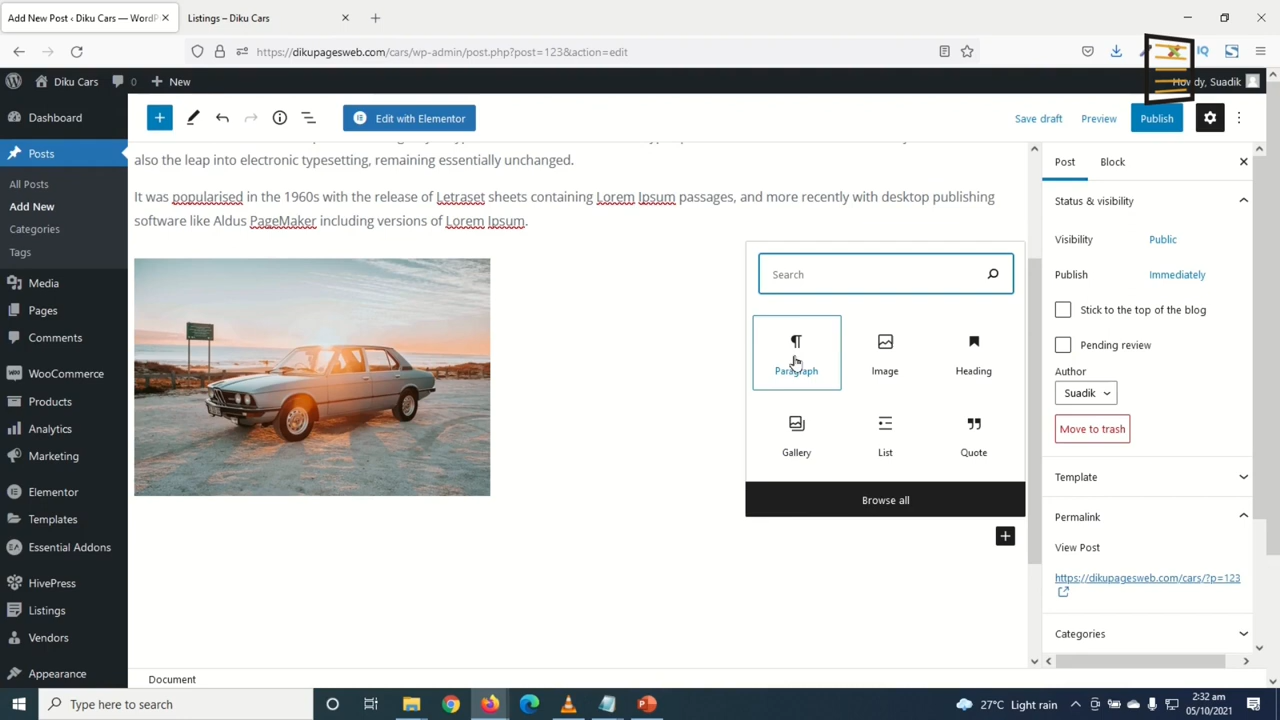 Add New Post ‹ Diku Cars — WordP
Listings – Diku Cars
https://dikupagesweb.com/cars/wp-admin/post.php?post=123&action=edit
IQ
Diku Cars
0
New
Suadik
Dashboard
Edit with Elementor
Save draft
Preview
Publish
Posts
also the leap into electronic typesetting, remaining essentially unchanged.
Post
Block
All Posts
Add New
Categories
Tags
It was popularised in the 1960s with the release of Letraset sheets containing Lorem Ipsum passages, and more recently with desktop publishing
software like Aldus PageMaker including versions of Lorem Ipsum.
Status & visibility
Visibility
Public
Publish
Immediately
Search
Media
Pages
Comments
WooCommerce
Products
Analytics
Marketing
Elementor
Templates
Essential Addons
HivePress
Listings
Vendors
Appearance
Paragraph
Image
Heading
Gallery
List
Quote
Browse all
Stick to the top of the blog
Pending review
Author
Suadik
Move to trash
Template
Permalink
View Post
https://dikupagesweb.com/cars/?p=123
Categories
Document
Type here to search
27°C Light rain
2:32 am
05/10/2021